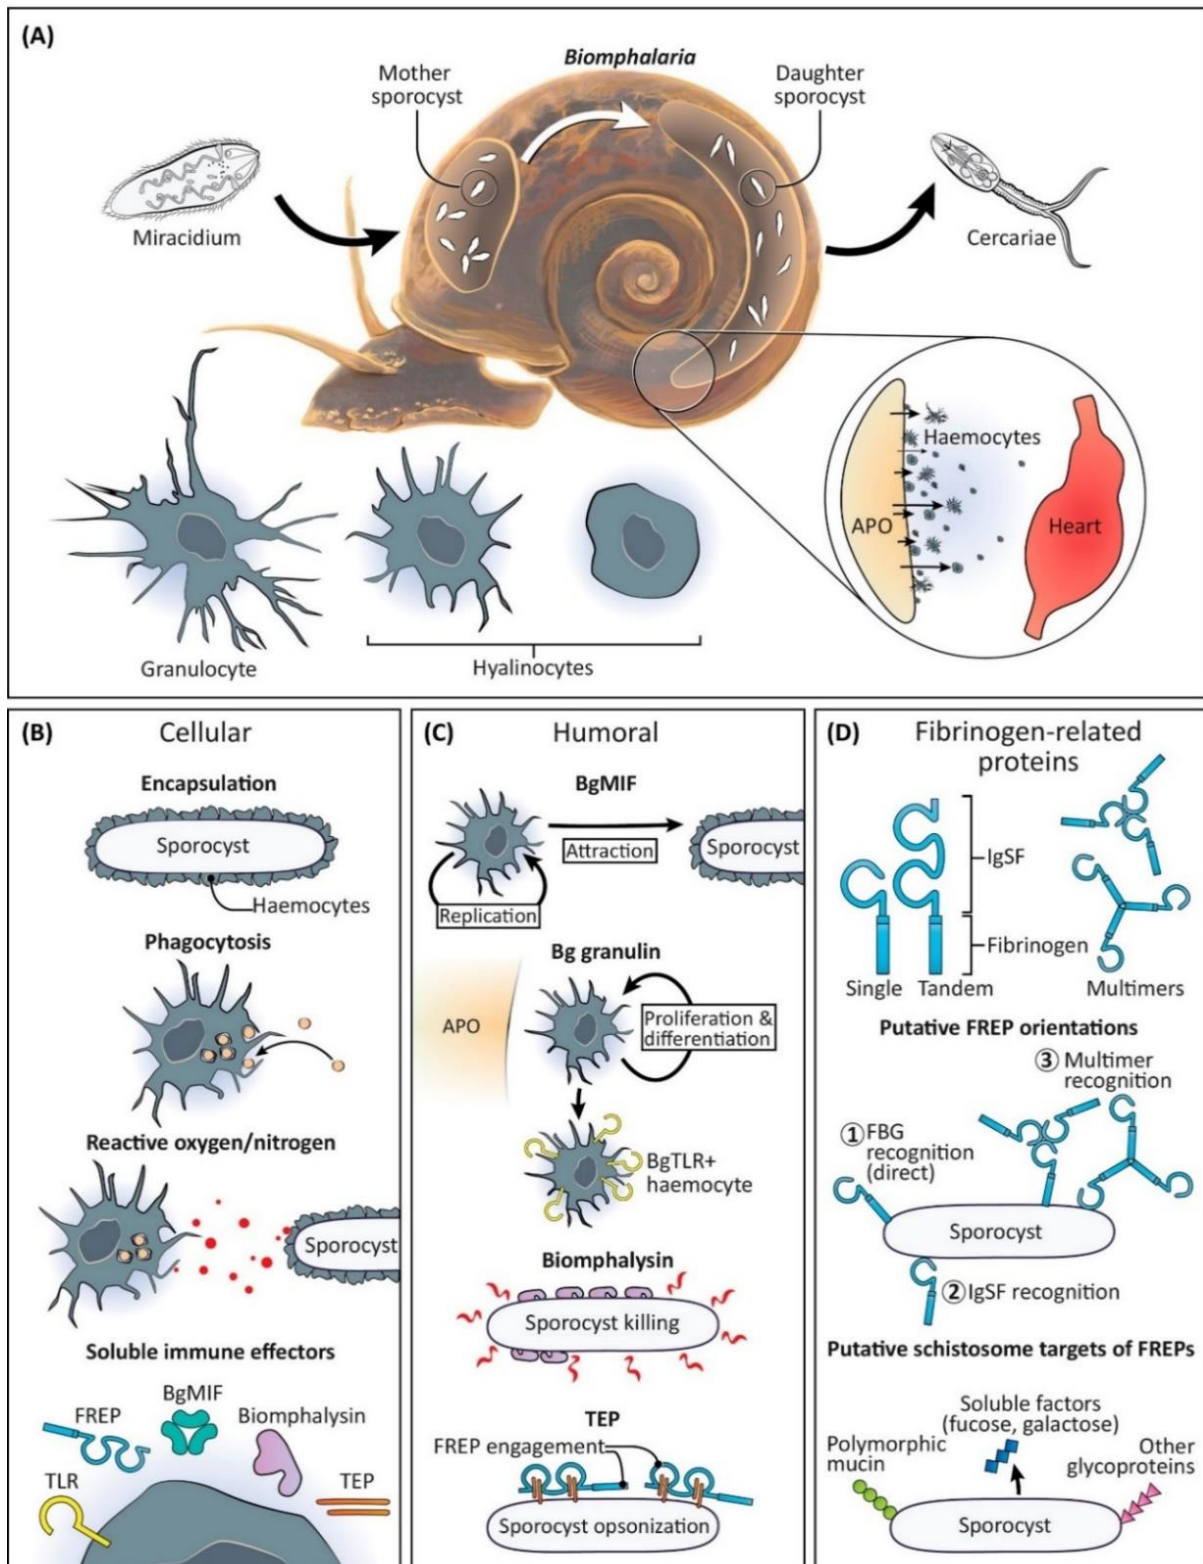 (A)
Biomphalaria
Mother
sporocyst
Daughter
sporocyst
Miracidium
Cercariae
Haemocytes
APO
Heart
Granulocyte
Hyalinocytes
(B)
Cellular
Encapsulation
Sporocyst
Haemocytes
Phagocytosis
Reactive oxygen/nitrogen
Sporocyst
Soluble immune effectors
BgMIF
FREP
Biomphalysin
TLR
TEP
(C)
Humoral
BgMIF
Attraction
Sporocyst
Replication
Bg granulin
APO
Proliferation &
differentiation
BgTLR+
haemocyte
Biomphalysin
Sporocyst killing
TEP
FREP engagement
Sporocyst opsonization
(D)
Fibrinogen-related
proteins
IgSF
Fibrinogen
Single
Tandem
Multimers
Putative FREP orientations
3 Multimer
recognition
1 FBG
recognition
(direct)
Sporocyst
2 IgSF recognition
Putative schistosome targets of FREPs
Soluble factors
(fucose, galactose)
Polymorphic
mucin
Other
glycoproteins
Sporocyst